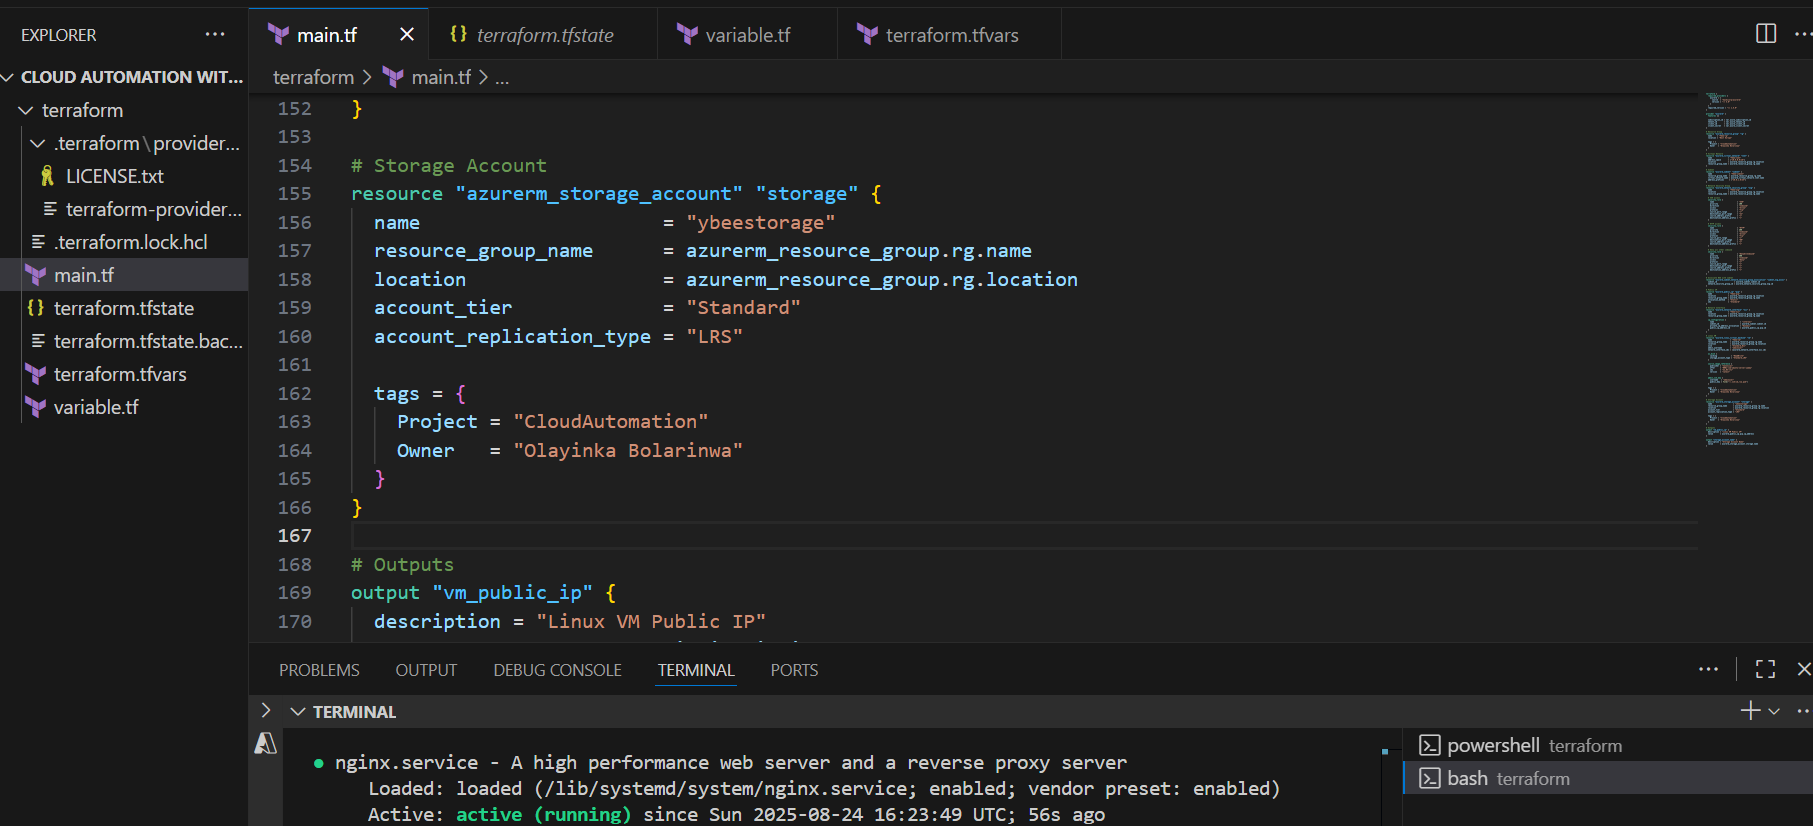 EXPLORER
main.tf
terraform.tfstate
variable.tf
terraform.tfvars
CLOUD AUTOMATION WIT...
terraform
.terraform\provider...
LICENSE.txt
terraform-provider...
.terraform.lock.hcl
main.tf
terraform.tfstate
terraform.tfstate.bac...
terraform.tfvars
variable.tf
terraform > main.tf > ...
152 }
153
154 # Storage Account
155 resource "azurerm_storage_account" "storage" {
156 name = "ybeestorage"
157 resource_group_name = azurerm_resource_group.rg.name
158 location = azurerm_resource_group.rg.location
159 account_tier = "Standard"
160 account_replication_type = "LRS"
161
162 tags = {
163 Project = "CloudAutomation"
164 Owner = "Olayinka Bolarinwa"
165 }
166 }
167
168 # Outputs
169 output "vm_public_ip" {
170 description = "Linux VM Public IP"
PROBLEMS OUTPUT DEBUG CONSOLE TERMINAL PORTS
TERMINAL
● nginx.service - A high performance web server and a reverse proxy server
Loaded: loaded (/lib/systemd/system/nginx.service; enabled; vendor preset: enabled)
Active: active (running) since Sun 2025-08-24 16:23:49 UTC; 56s ago
powershell terraform
bash terraform